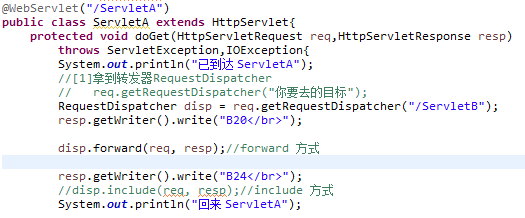 @WebServlet("/ServletA")
public class ServletA extends HttpServlet{
protected void doGet(HttpServletRequest req,HttpServletResponse resp)
throws ServletException,IOException{
System.out.println("已到达 ServletA");
//[1]拿到转发器RequestDispatcher
// req.getRequestDispatcher("你要去的目标");
RequestDispatcher disp = req.getRequestDispatcher("/ServletB");
resp.getWriter().write("B20</br>");
disp.forward(req, resp);//forward 方式
resp.getWriter().write("B24</br>");
//disp.include(req, resp);//include 方式
System.out.println("回来 ServletA");